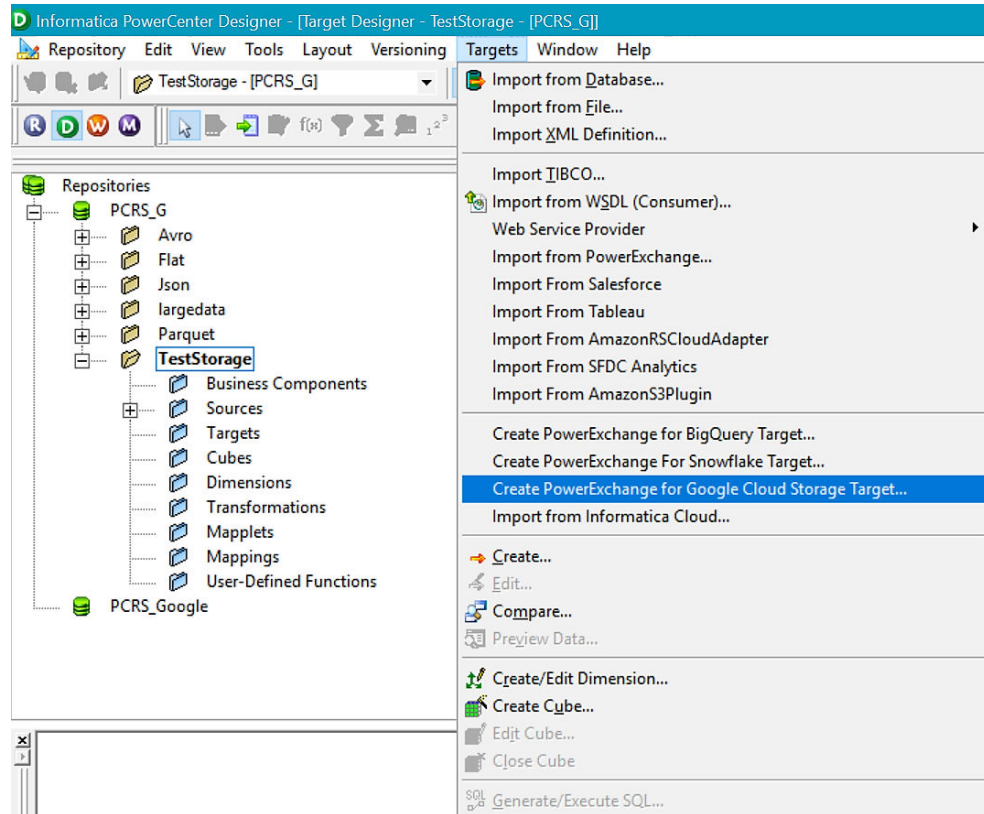 Informatica PowerCenter Designer - [Target Designer - TestStorage - [PCRS_G]]
Repository Edit View Tools Layout Versioning Targets Window Help
TestStorage - [PCRS_G]
R D W M f(x) Σ 1 2 3
Repositories
PCRS_G
Avro
Flat
Json
largedata
Parquet
TestStorage
Business Components
Sources
Targets
Cubes
Dimensions
Transformations
Mapplets
Mappings
User-Defined Functions
PCRS_Google
Import from Database...
Import from File...
Import XML Definition...
Import TIBCO...
Import from WSDL (Consumer)...
Web Service Provider
Import from PowerExchange...
Import From Salesforce
Import From Tableau
Import From AmazonRSCloudAdapter
Import From SFDC Analytics
Import From AmazonS3Plugin
Create PowerExchange for BigQuery Target...
Create PowerExchange For Snowflake Target...
Create PowerExchange for Google Cloud Storage Target...
Import from Informatica Cloud...
Create...
Edit...
Compare...
Preview Data...
Create/Edit Dimension...
Create Cube...
Edit Cube...
Close Cube
SQL Generate/Execute SQL...